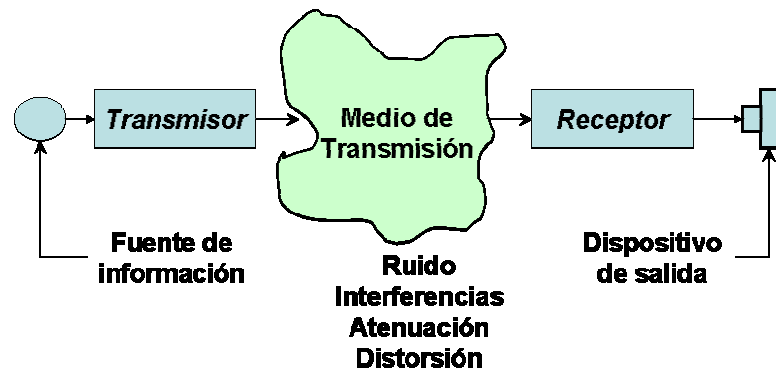 Transmisor
Medio de
Transmisión
Receptor
Fuente de
información
Ruido
Interferencias
Atenuación
Distorsión
Dispositivo
de salida